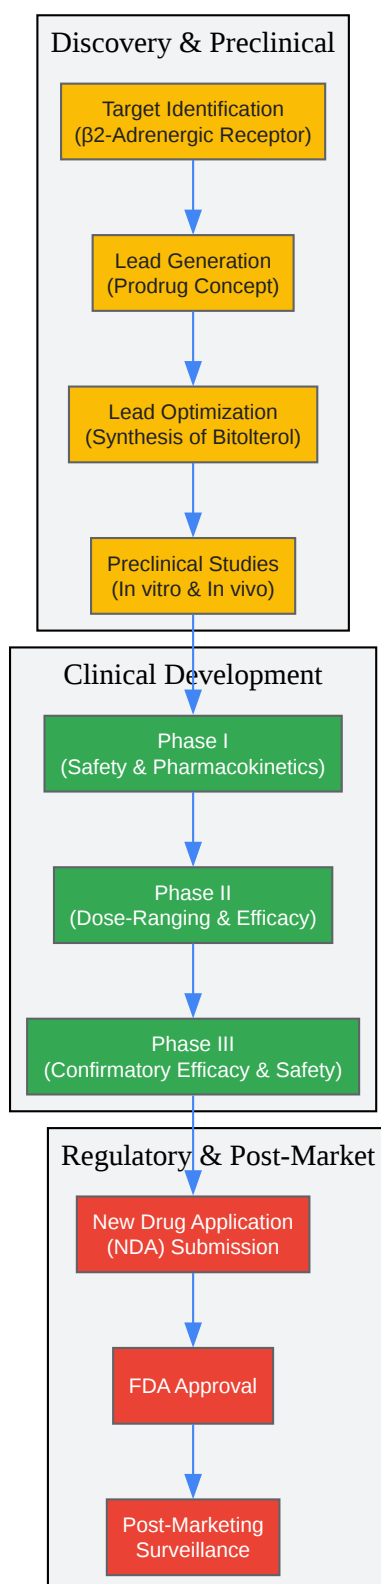 Discovery & Preclinical
Target Identification
(β2-Adrenergic Receptor)
Lead Generation
(Prodrug Concept)
Lead Optimization
(Synthesis of Bitolterol)
Preclinical Studies
(In vitro & In vivo)
Clinical Development
Phase I
(Safety & Pharmacokinetics)
Phase II
(Dose-Ranging & Efficacy)
Phase III
(Confirmatory Efficacy & Safety)
Regulatory & Post-Market
New Drug Application
(NDA) Submission
FDA Approval
Post-Marketing
Surveillance